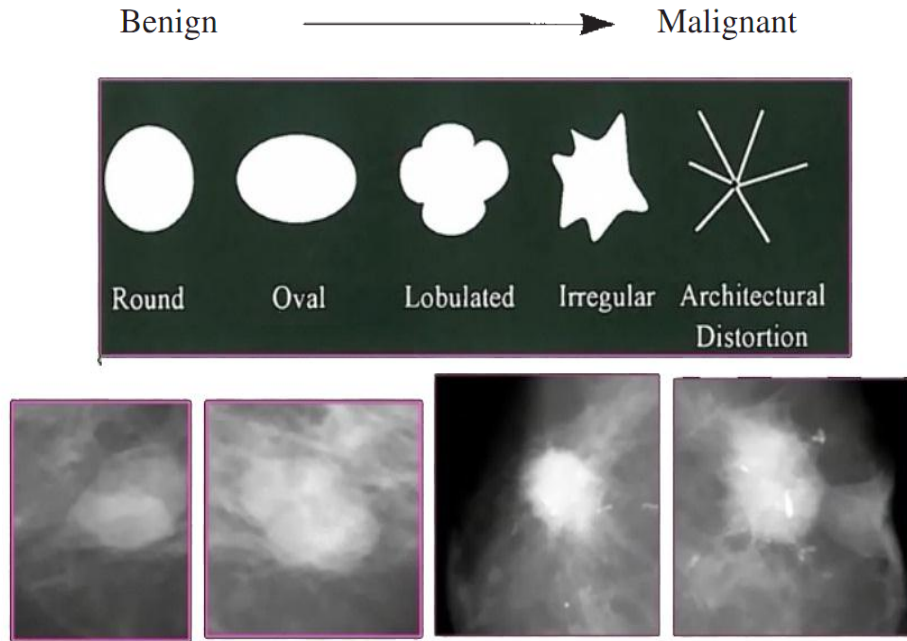 Benign Malignant
Round Oval Lobulated Irregular Architectural
Distortion